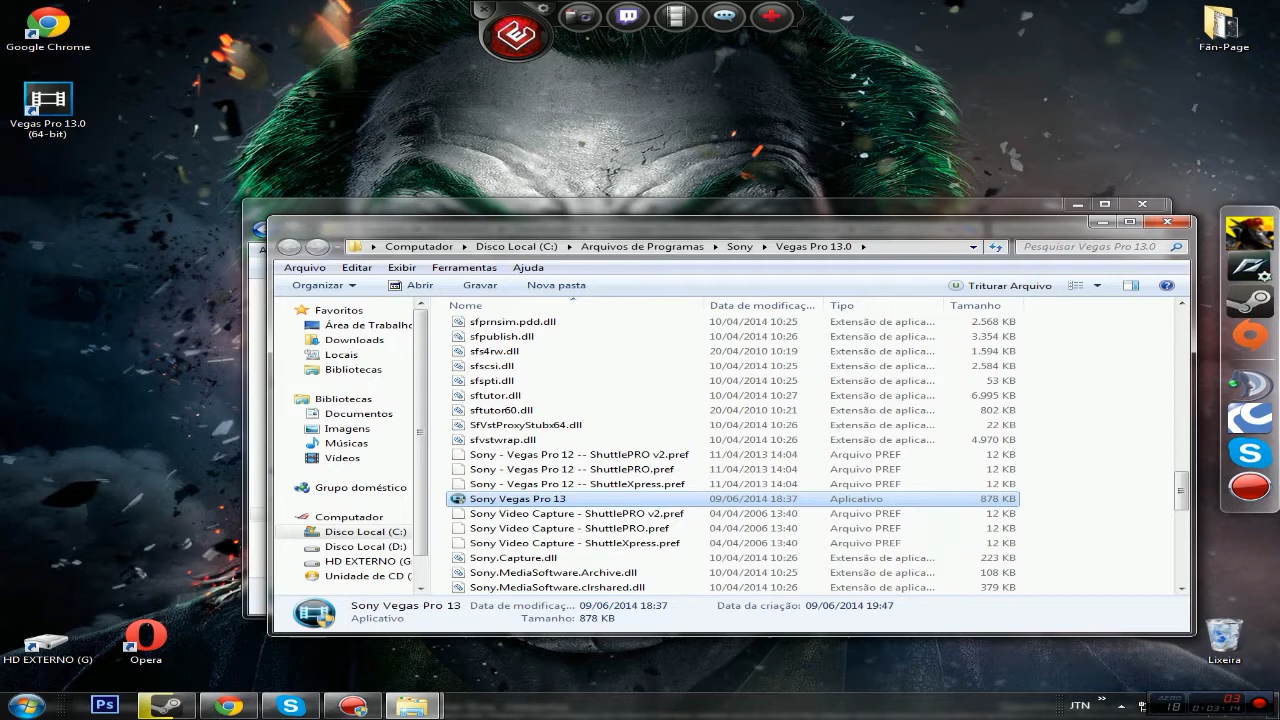 Google Chrome
Vegas Pro 13.0
(64-bit)
Fãn-Page
Computador
Disco Local (C:)
Arquivos de Programas
Sony
Vegas Pro 13.0
Pesquisar Vegas Pro 13.0
Arquivo Editar Exibir Ferramentas Ajuda
Organizar Abrir Gravar Nova pasta Triturar Arquivo
Nome Data de modificaç... Tipo Tamanho
Favoritos
Área de Trabalho
Downloads
Locais
Bibliotecas
Bibliotecas
Documentos
Imagens
Músicas
Vídeos
Grupo doméstico
Computador
Disco Local (C:)
Disco Local (D:)
HD EXTERNO (G
Unidade de CD (
sfprnsim.pdd.dll 10/04/2014 10:25 Extensão de aplica... 2.568 KB
sfpublish.dll 10/04/2014 10:26 Extensão de aplica... 3.354 KB
sfs4rw.dll 20/04/2010 10:19 Extensão de aplica... 1.594 KB
sfscsi.dll 10/04/2014 10:25 Extensão de aplica... 2.584 KB
sfspti.dll 10/04/2014 10:25 Extensão de aplica... 53 KB
sftutor.dll 10/04/2014 10:27 Extensão de aplica... 6.995 KB
sftutor60.dll 20/04/2010 10:21 Extensão de aplica... 802 KB
SfVstProxyStubx64.dll 10/04/2014 10:26 Extensão de aplica... 22 KB
sfvstwrap.dll 10/04/2014 10:26 Extensão de aplica... 4.970 KB
Sony - Vegas Pro 12 -- ShuttlePRO v2.pref 11/04/2013 14:04 Arquivo PREF 12 KB
Sony - Vegas Pro 12 -- ShuttlePRO.pref 11/04/2013 14:04 Arquivo PREF 12 KB
Sony - Vegas Pro 12 -- ShuttleXpress.pref 11/04/2013 14:04 Arquivo PREF 12 KB
Sony Vegas Pro 13 09/06/2014 18:37 Aplicativo 878 KB
Sony Video Capture - ShuttlePRO v2.pref 04/04/2006 13:40 Arquivo PREF 12 KB
Sony Video Capture - ShuttlePRO.pref 04/04/2006 13:40 Arquivo PREF 12 KB
Sony Video Capture - ShuttleXpress.pref 04/04/2006 13:40 Arquivo PREF 12 KB
Sony.Capture.dll 10/04/2014 10:26 Extensão de aplica... 223 KB
Sony.MediaSoftware.Archive.dll 10/04/2014 10:25 Extensão de aplica... 108 KB
Sony.MediaSoftware.clrshared.dll 10/04/2014 10:26 Extensão de aplica... 379 KB
Sony Vegas Pro 13 Data de modificaç... 09/06/2014 18:37 Data da criação: 09/06/2014 19:47
Aplicativo Tamanho: 878 KB
HD EXTERNO (G)
Opera
Lixeira
Ps
JTN
AERO
18
03
0:03:14